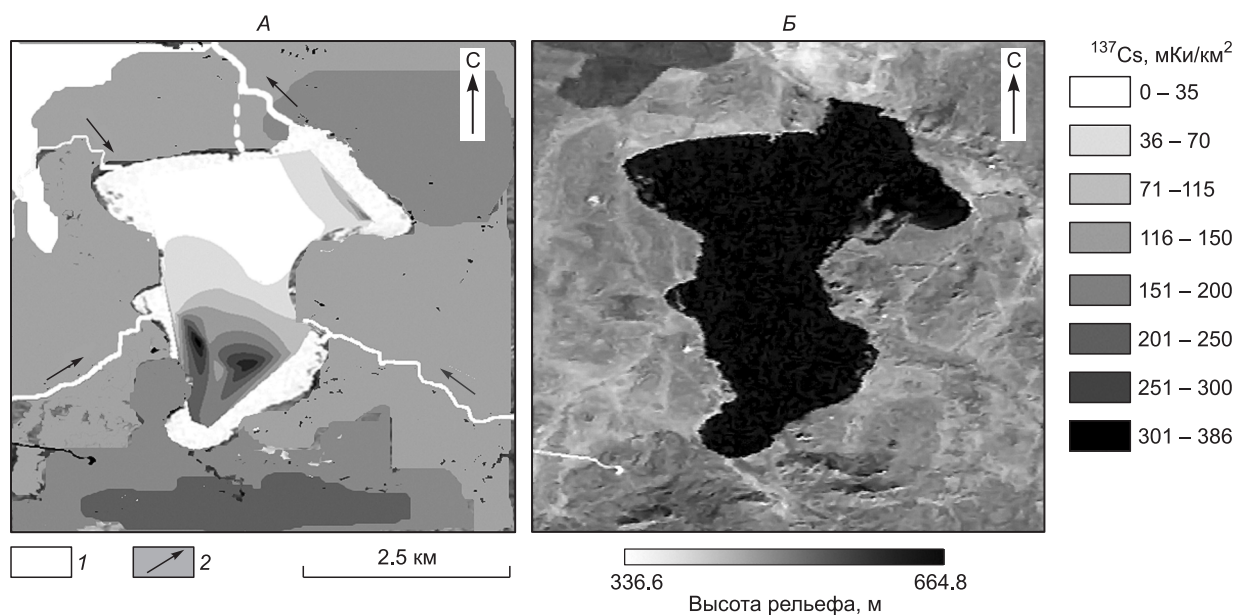 А
Б
С
С
¹³⁷Cs, мКи/км²
0 – 35
36 – 70
71 –115
116 – 150
151 – 200
201 – 250
251 – 300
301 – 386
1
2
2.5 км
336.6
664.8
Высота рельефа, м